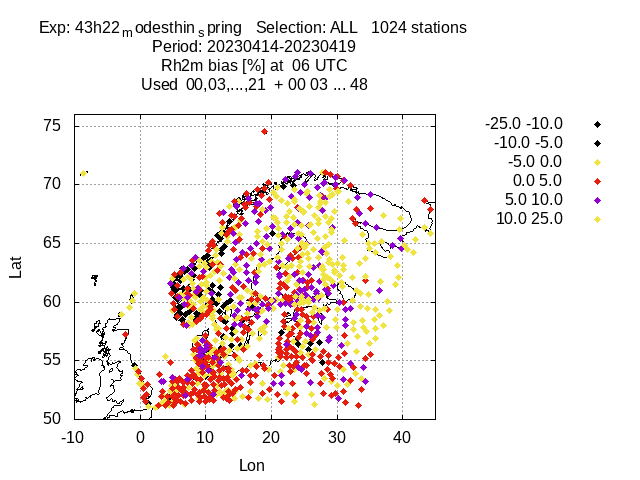 Exp: 43h22modesthinspring Selection: ALL 1024 stations
Period: 20230414-20230419
Rh2m bias [%] at 06 UTC
Used 00,03,...,21 + 00 03 ... 48
-25.0 -10.0
-10.0 -5.0
-5.0 0.0
0.0 5.0
5.0 10.0
10.0 25.0
75
70
65
60
55
50
Lat
-10 0 10 20 30 40
Lon